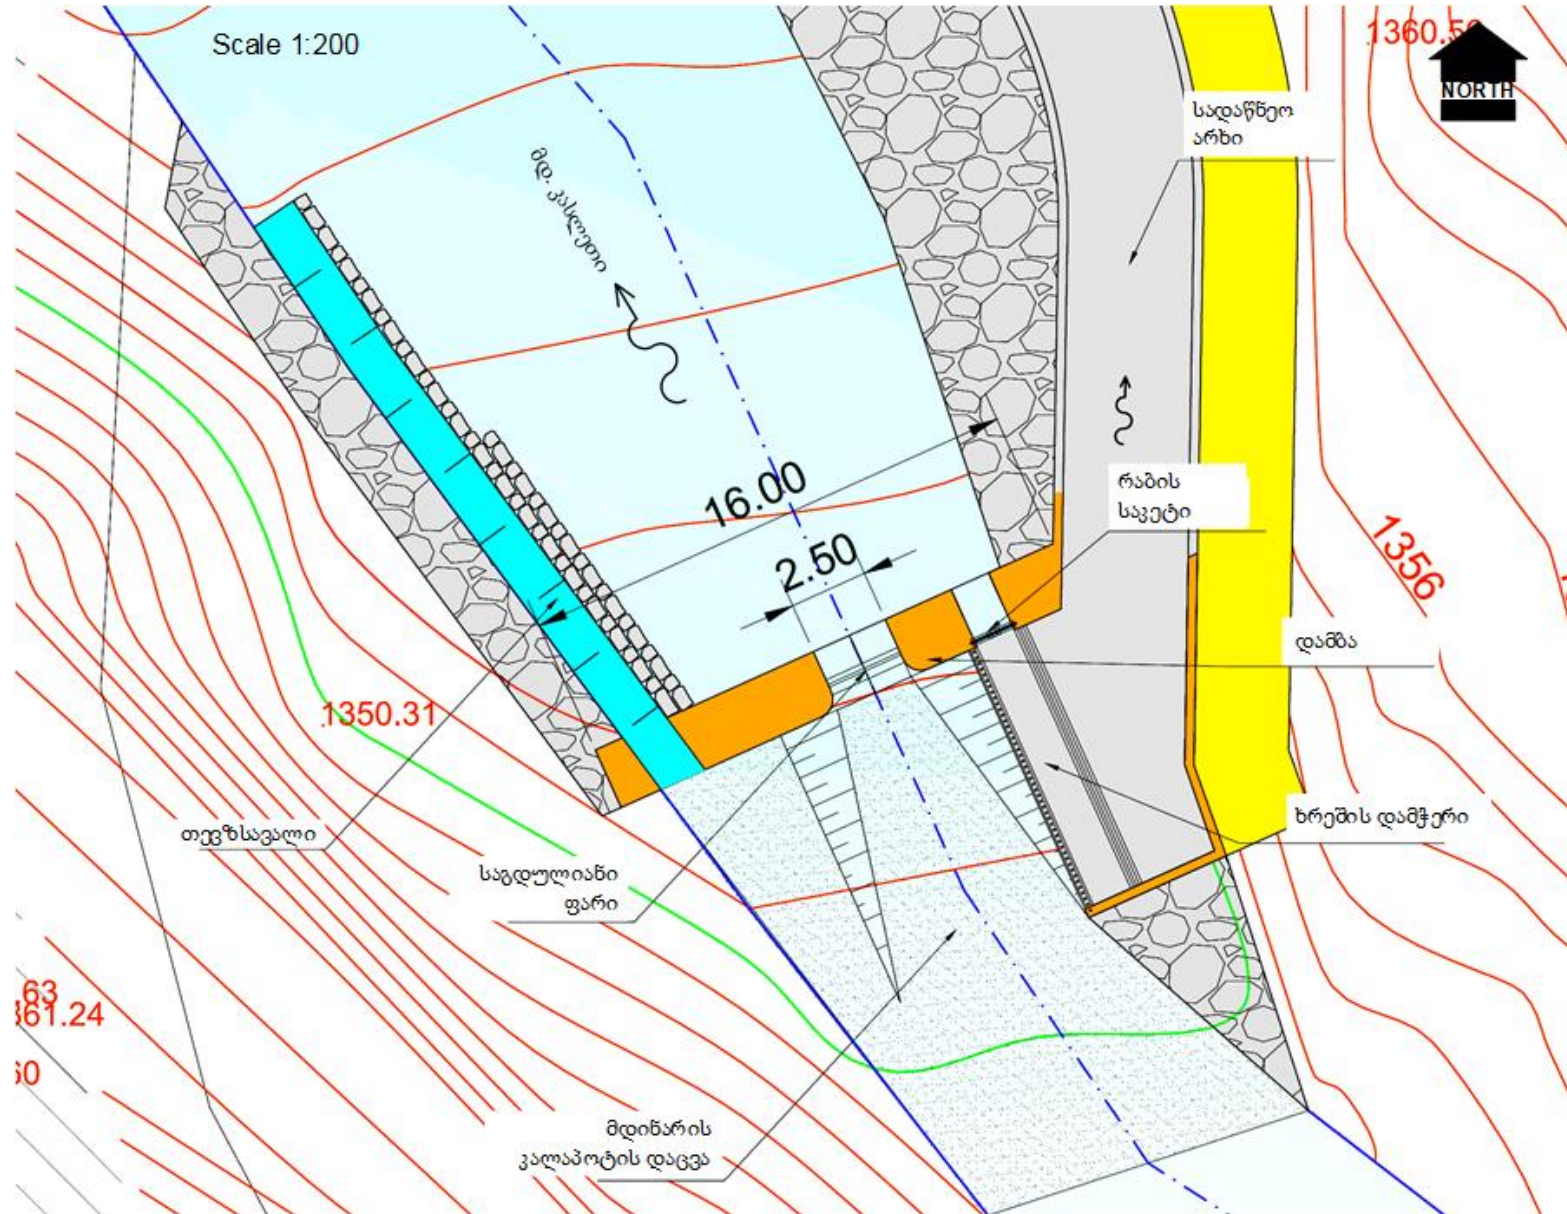 Scale 1:200
1360.59
NORTH
სადაწნეო
არხი
მდ. კასლეთი
რაბის
საკეტი
16.00
2.50
1356
დამბა
1350.31
ხრეშის დამჭერი
თევზსავალი
საგდულიანი
ფარი
63
361.24
60
მდინარის
კალაპოტის დაცვა